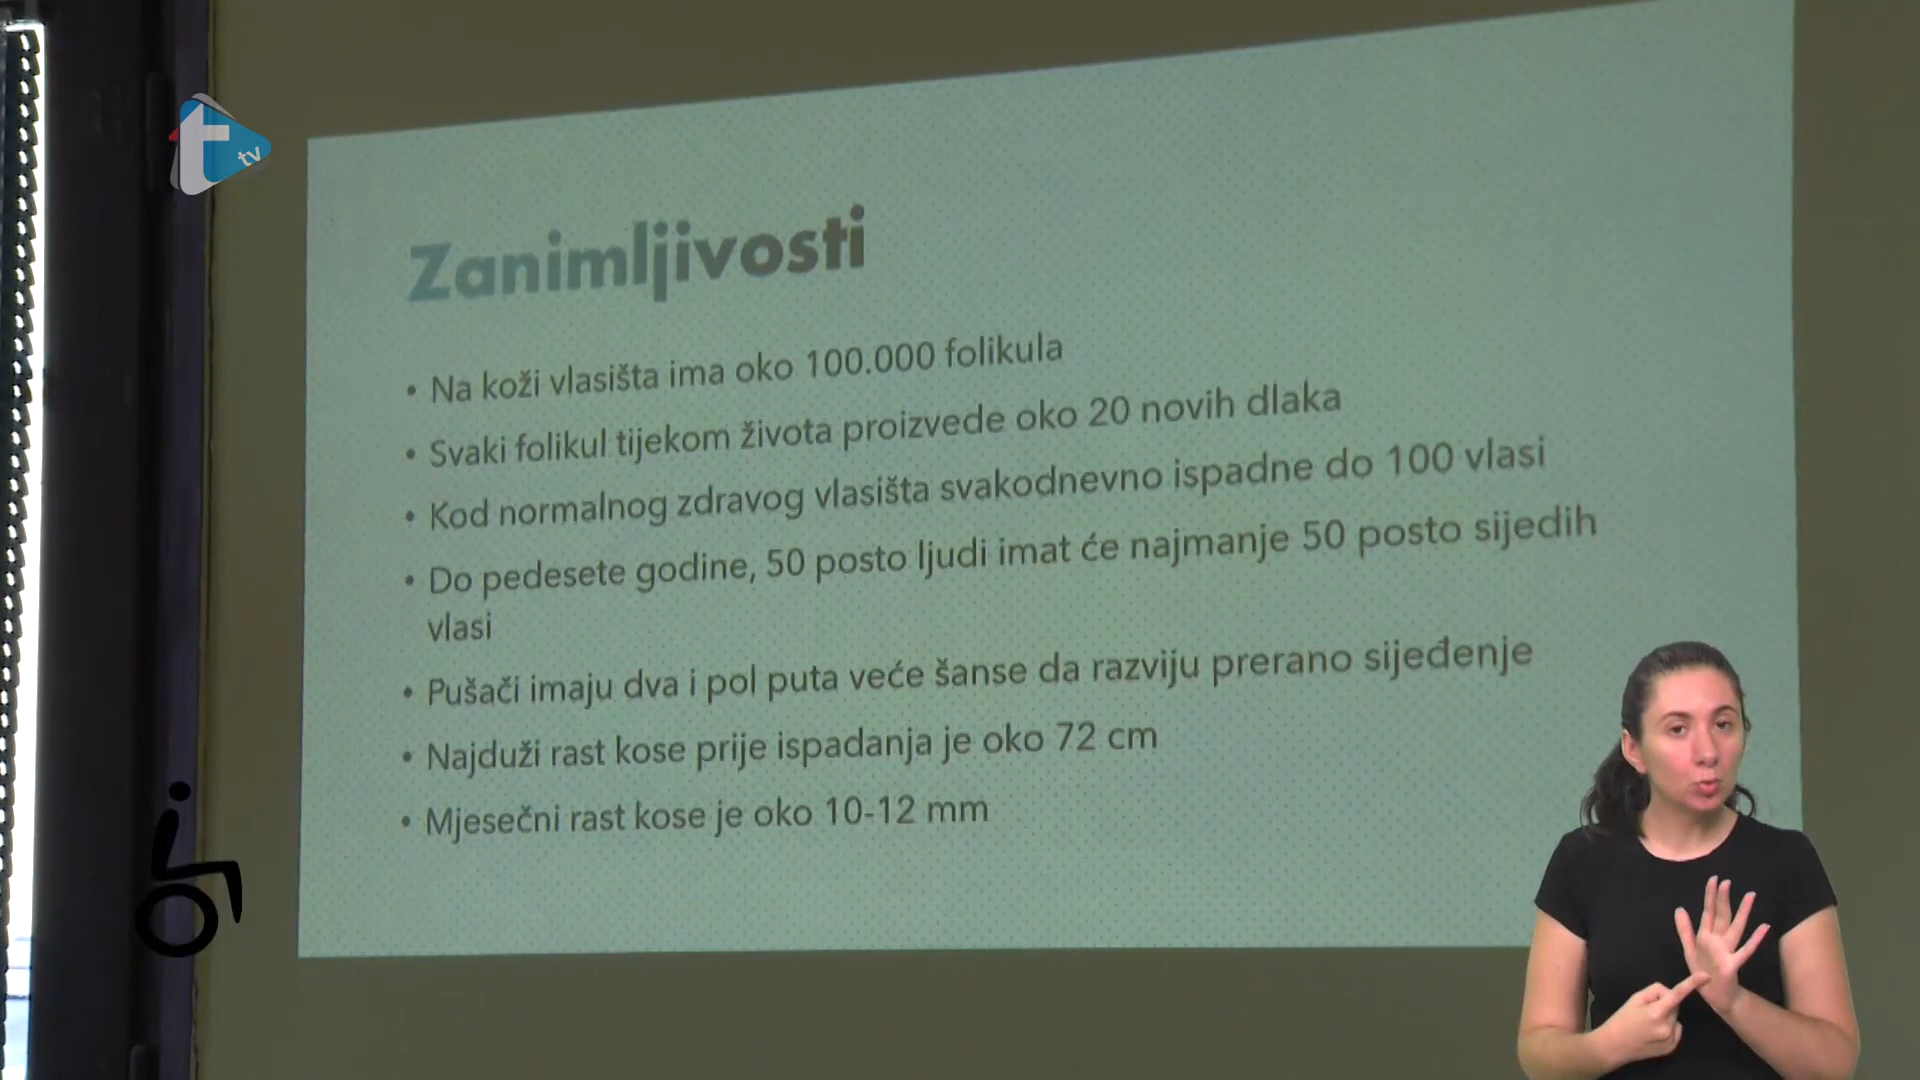 t tv
Zanimljivosti
• Na koži vlasišta ima oko 100.000 folikula
• Svaki folikul tijekom života proizvede oko 20 novih dlaka
• Kod normalnog zdravog vlasišta svakodnevno ispadne do 100 vlasi
• Do pedesete godine, 50 posto ljudi imat će najmanje 50 posto sijedih
vlasi
• Pušači imaju dva i pol puta veće šanse da razviju prerano sijeđenje
• Najduži rast kose prije ispadanja je oko 72 cm
• Mjesečni rast kose je oko 10-12 mm